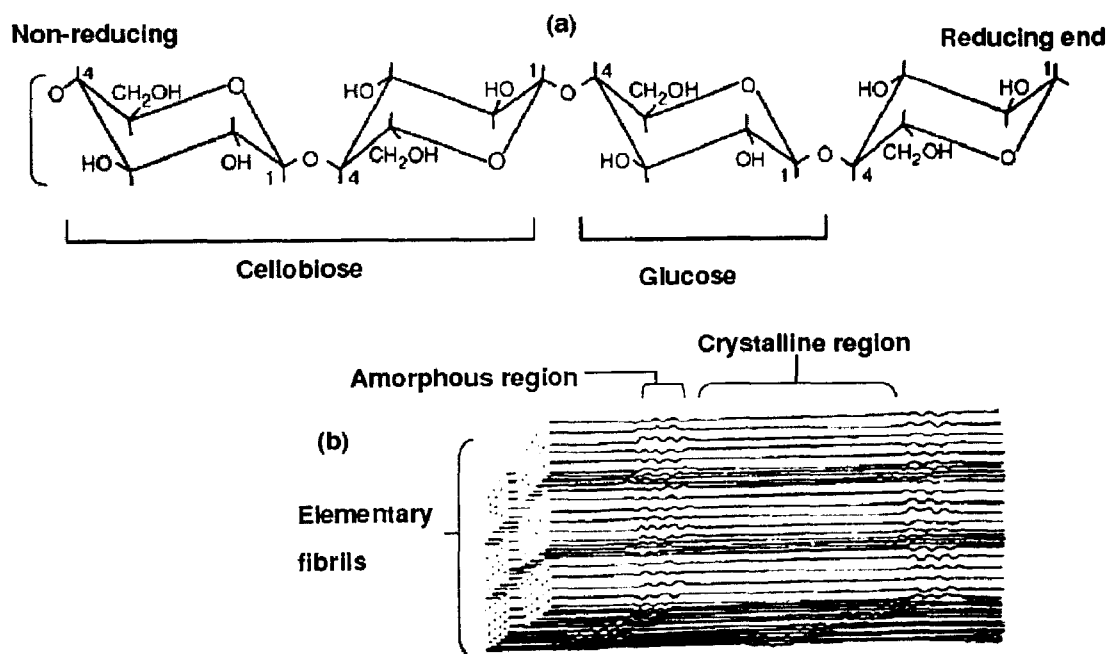 (a)
Non-reducing
Reducing end
4 CH₂OH O HO OH 1 O
HO HO 1 O CH₂OH O 4
4 CH₂OH O HO OH 1 O
HO HO 1 CH₂OH O 4
O
Cellobiose
Glucose
Crystalline region
Amorphous region
(b)
Elementary
fibrils